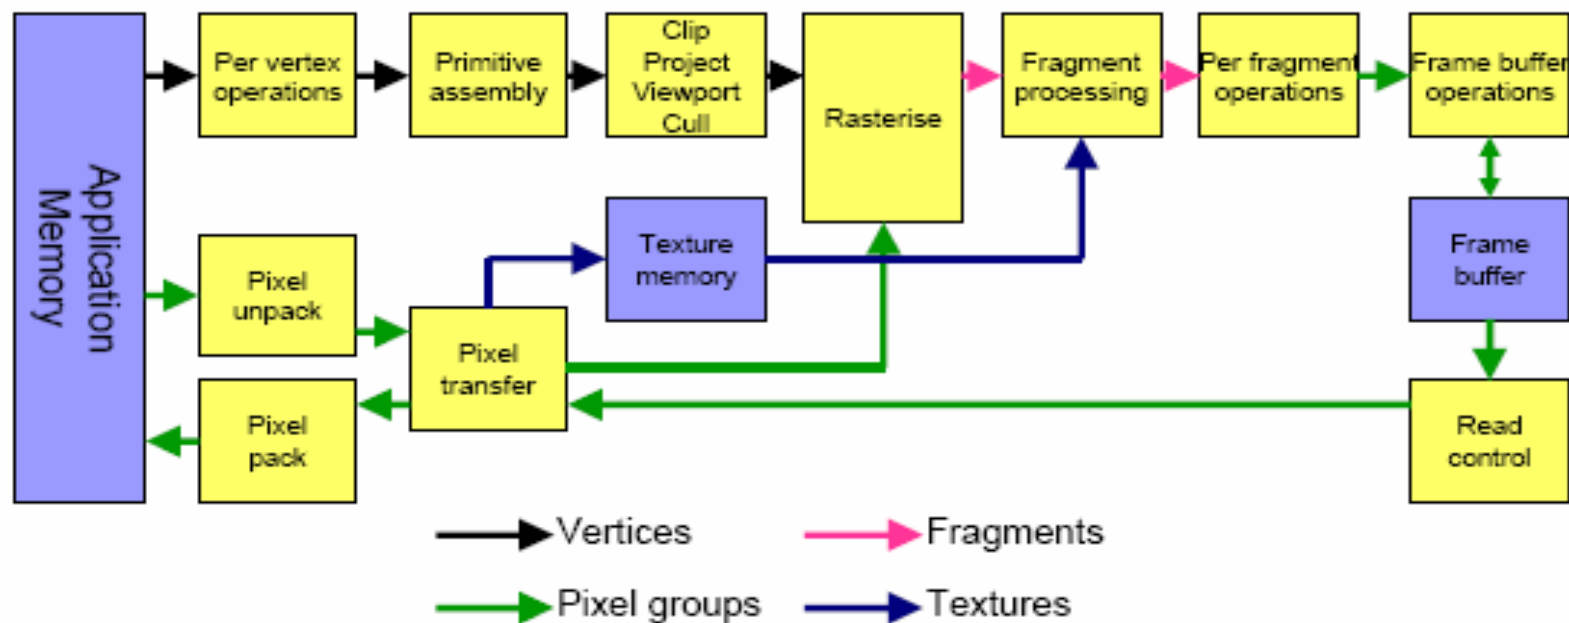 Application
Memory
Per vertex
operations
Primitive
assembly
Clip
Project
Viewport
Cull
Rasterise
Fragment
processing
Per fragment
operations
Frame buffer
operations
Pixel
unpack
Texture
memory
Frame
buffer
Pixel
transfer
Pixel
pack
Read
control
Vertices
Fragments
Pixel groups
Textures